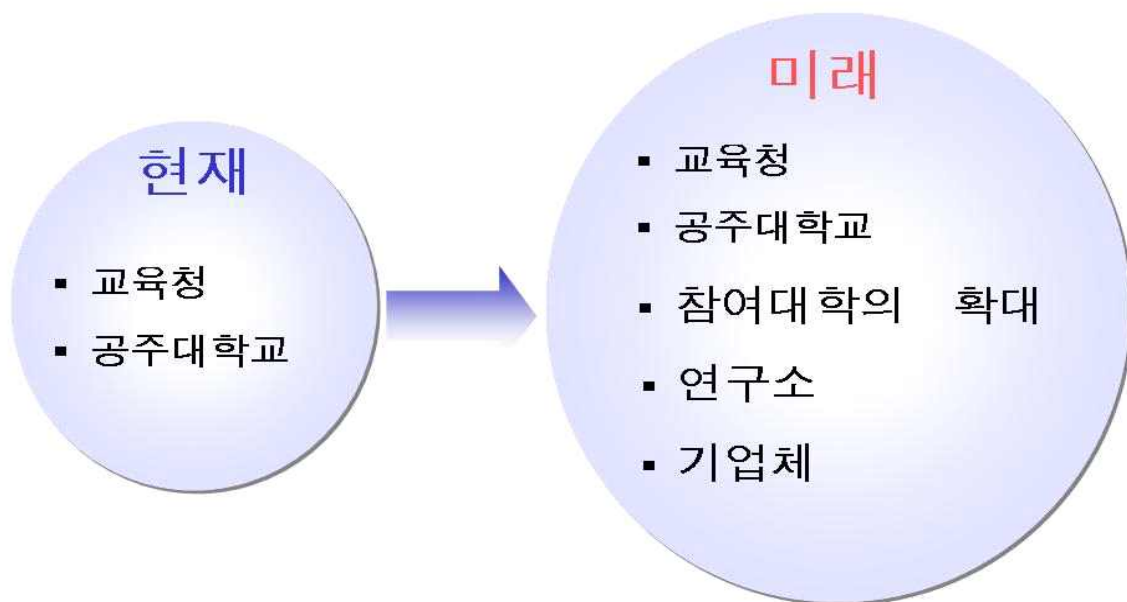 현재
▪ 교육청
▪ 공주대학교
미래
▪ 교육청
▪ 공주대학교
▪ 참여대학의 확대
▪ 연구소
▪ 기업체